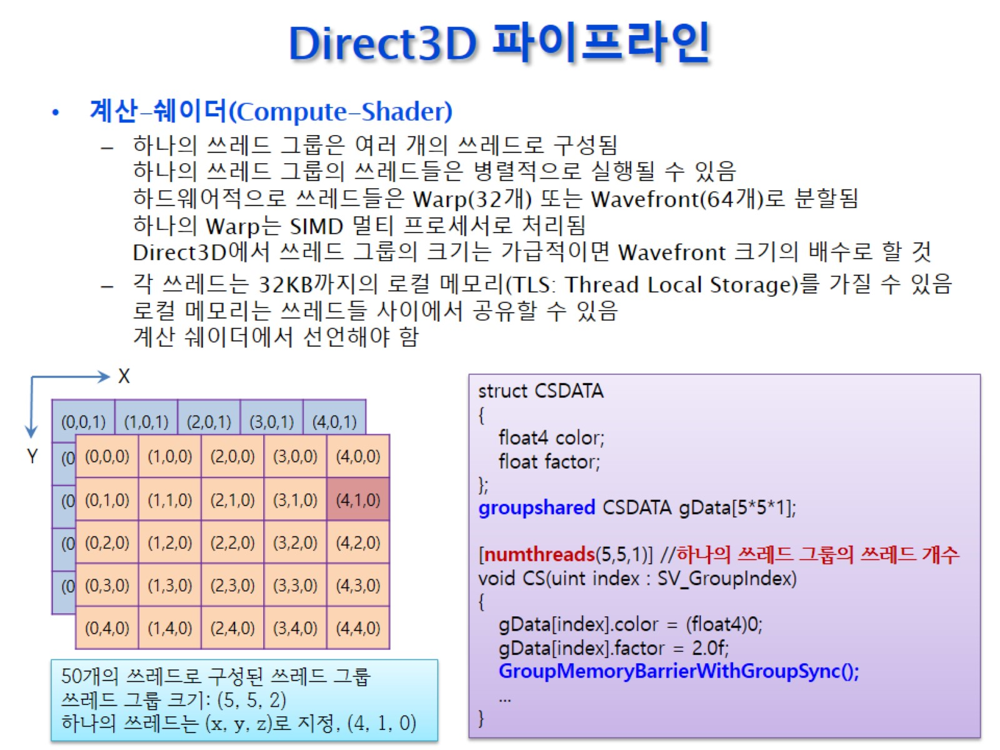 Direct3D 파이프라인
• 계산-쉐이더(Compute-Shader)
– 하나의 쓰레드 그룹은 여러 개의 쓰레드로 구성됨
하나의 쓰레드 그룹의 쓰레드들은 병렬적으로 실행될 수 있음
하드웨어적으로 쓰레드들은 Warp(32개) 또는 Wavefront(64개)로 분할됨
하나의 Warp는 SIMD 멀티 프로세서로 처리됨
Direct3D에서 쓰레드 그룹의 크기는 가급적이면 Wavefront 크기의 배수로 할 것
– 각 쓰레드는 32KB까지의 로컬 메모리(TLS: Thread Local Storage)를 가질 수 있음
로컬 메모리는 쓰레드들 사이에서 공유할 수 있음
계산 쉐이더에서 선언해야 함
X
Y
(0,0,1) (1,0,1) (2,0,1) (3,0,1) (4,0,1)
(0 (0,0,0) (1,0,0) (2,0,0) (3,0,0) (4,0,0)
(0 (0,1,0) (1,1,0) (2,1,0) (3,1,0) (4,1,0)
(0 (0,2,0) (1,2,0) (2,2,0) (3,2,0) (4,2,0)
(0 (0,3,0) (1,3,0) (2,3,0) (3,3,0) (4,3,0)
(0,4,0) (1,4,0) (2,4,0) (3,4,0) (4,4,0)
50개의 쓰레드로 구성된 쓰레드 그룹
쓰레드 그룹 크기: (5, 5, 2)
하나의 쓰레드는 (x, y, z)로 지정, (4, 1, 0)
struct CSDATA
{
float4 color;
float factor;
};
groupshared CSDATA gData[5*5*1];
[numthreads(5,5,1)] //하나의 쓰레드 그룹의 쓰레드 개수
void CS(uint index : SV_GroupIndex)
{
gData[index].color = (float4)0;
gData[index].factor = 2.0f;
GroupMemoryBarrierWithGroupSync();
...
}